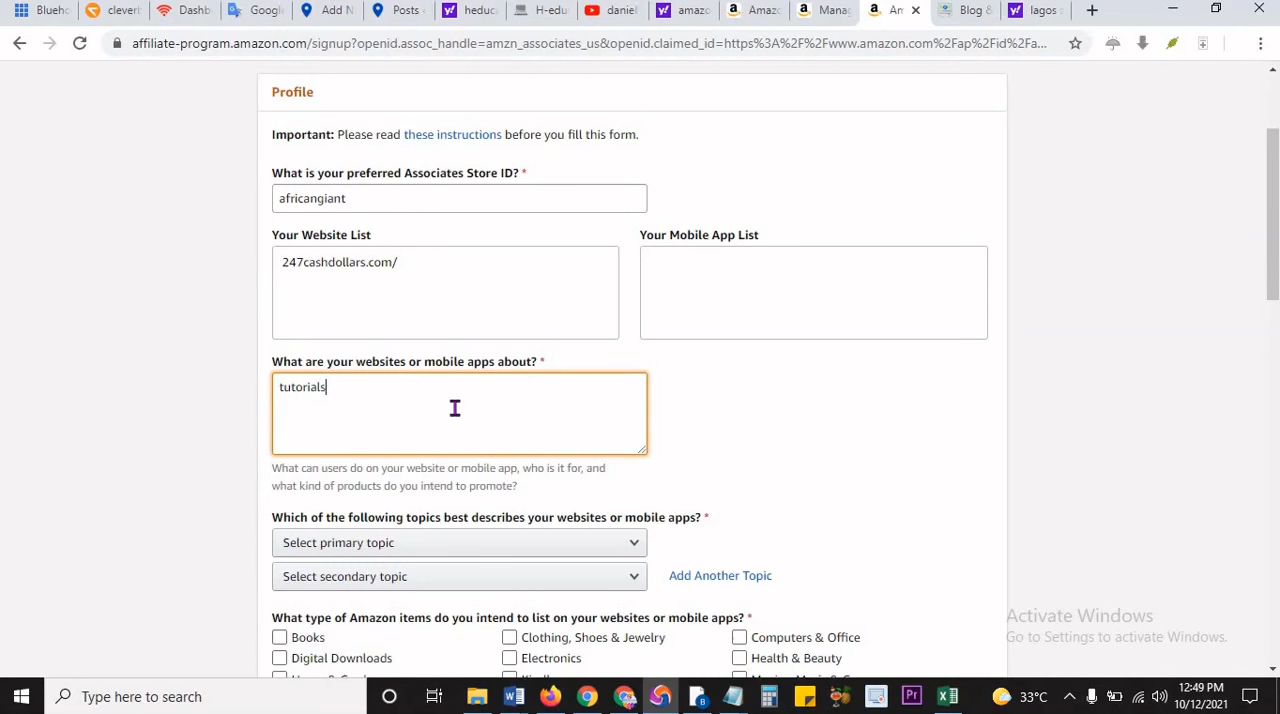 Blueho
cleverb
Dashb
Googl
Add N
Posts -
heduc
H-edu
daniel
amazo
Amazo
Manag
Am
Blog &
lagos s
affiliate-program.amazon.com/signup?openid.assoc_handle=amzn_associates_us&openid.claimed_id=https%3A%2F%2Fwww.amazon.com%2Fap%2Fid%2Fa...
Profile
Important: Please read these instructions before you fill this form.
What is your preferred Associates Store ID? *
africangiant
Your Website List
Your Mobile App List
247cashdollars.com/
What are your websites or mobile apps about? *
tutorials
What can users do on your website or mobile app, who is it for, and
what kind of products do you intend to promote?
Which of the following topics best describes your websites or mobile apps? *
Select primary topic
Select secondary topic
Add Another Topic
What type of Amazon items do you intend to list on your websites or mobile apps? *
Books
Clothing, Shoes & Jewelry
Computers & Office
Digital Downloads
Electronics
Health & Beauty
Activate Windows
Go to Settings to activate Windows.
Type here to search
33°C
12:49 PM
10/12/2021